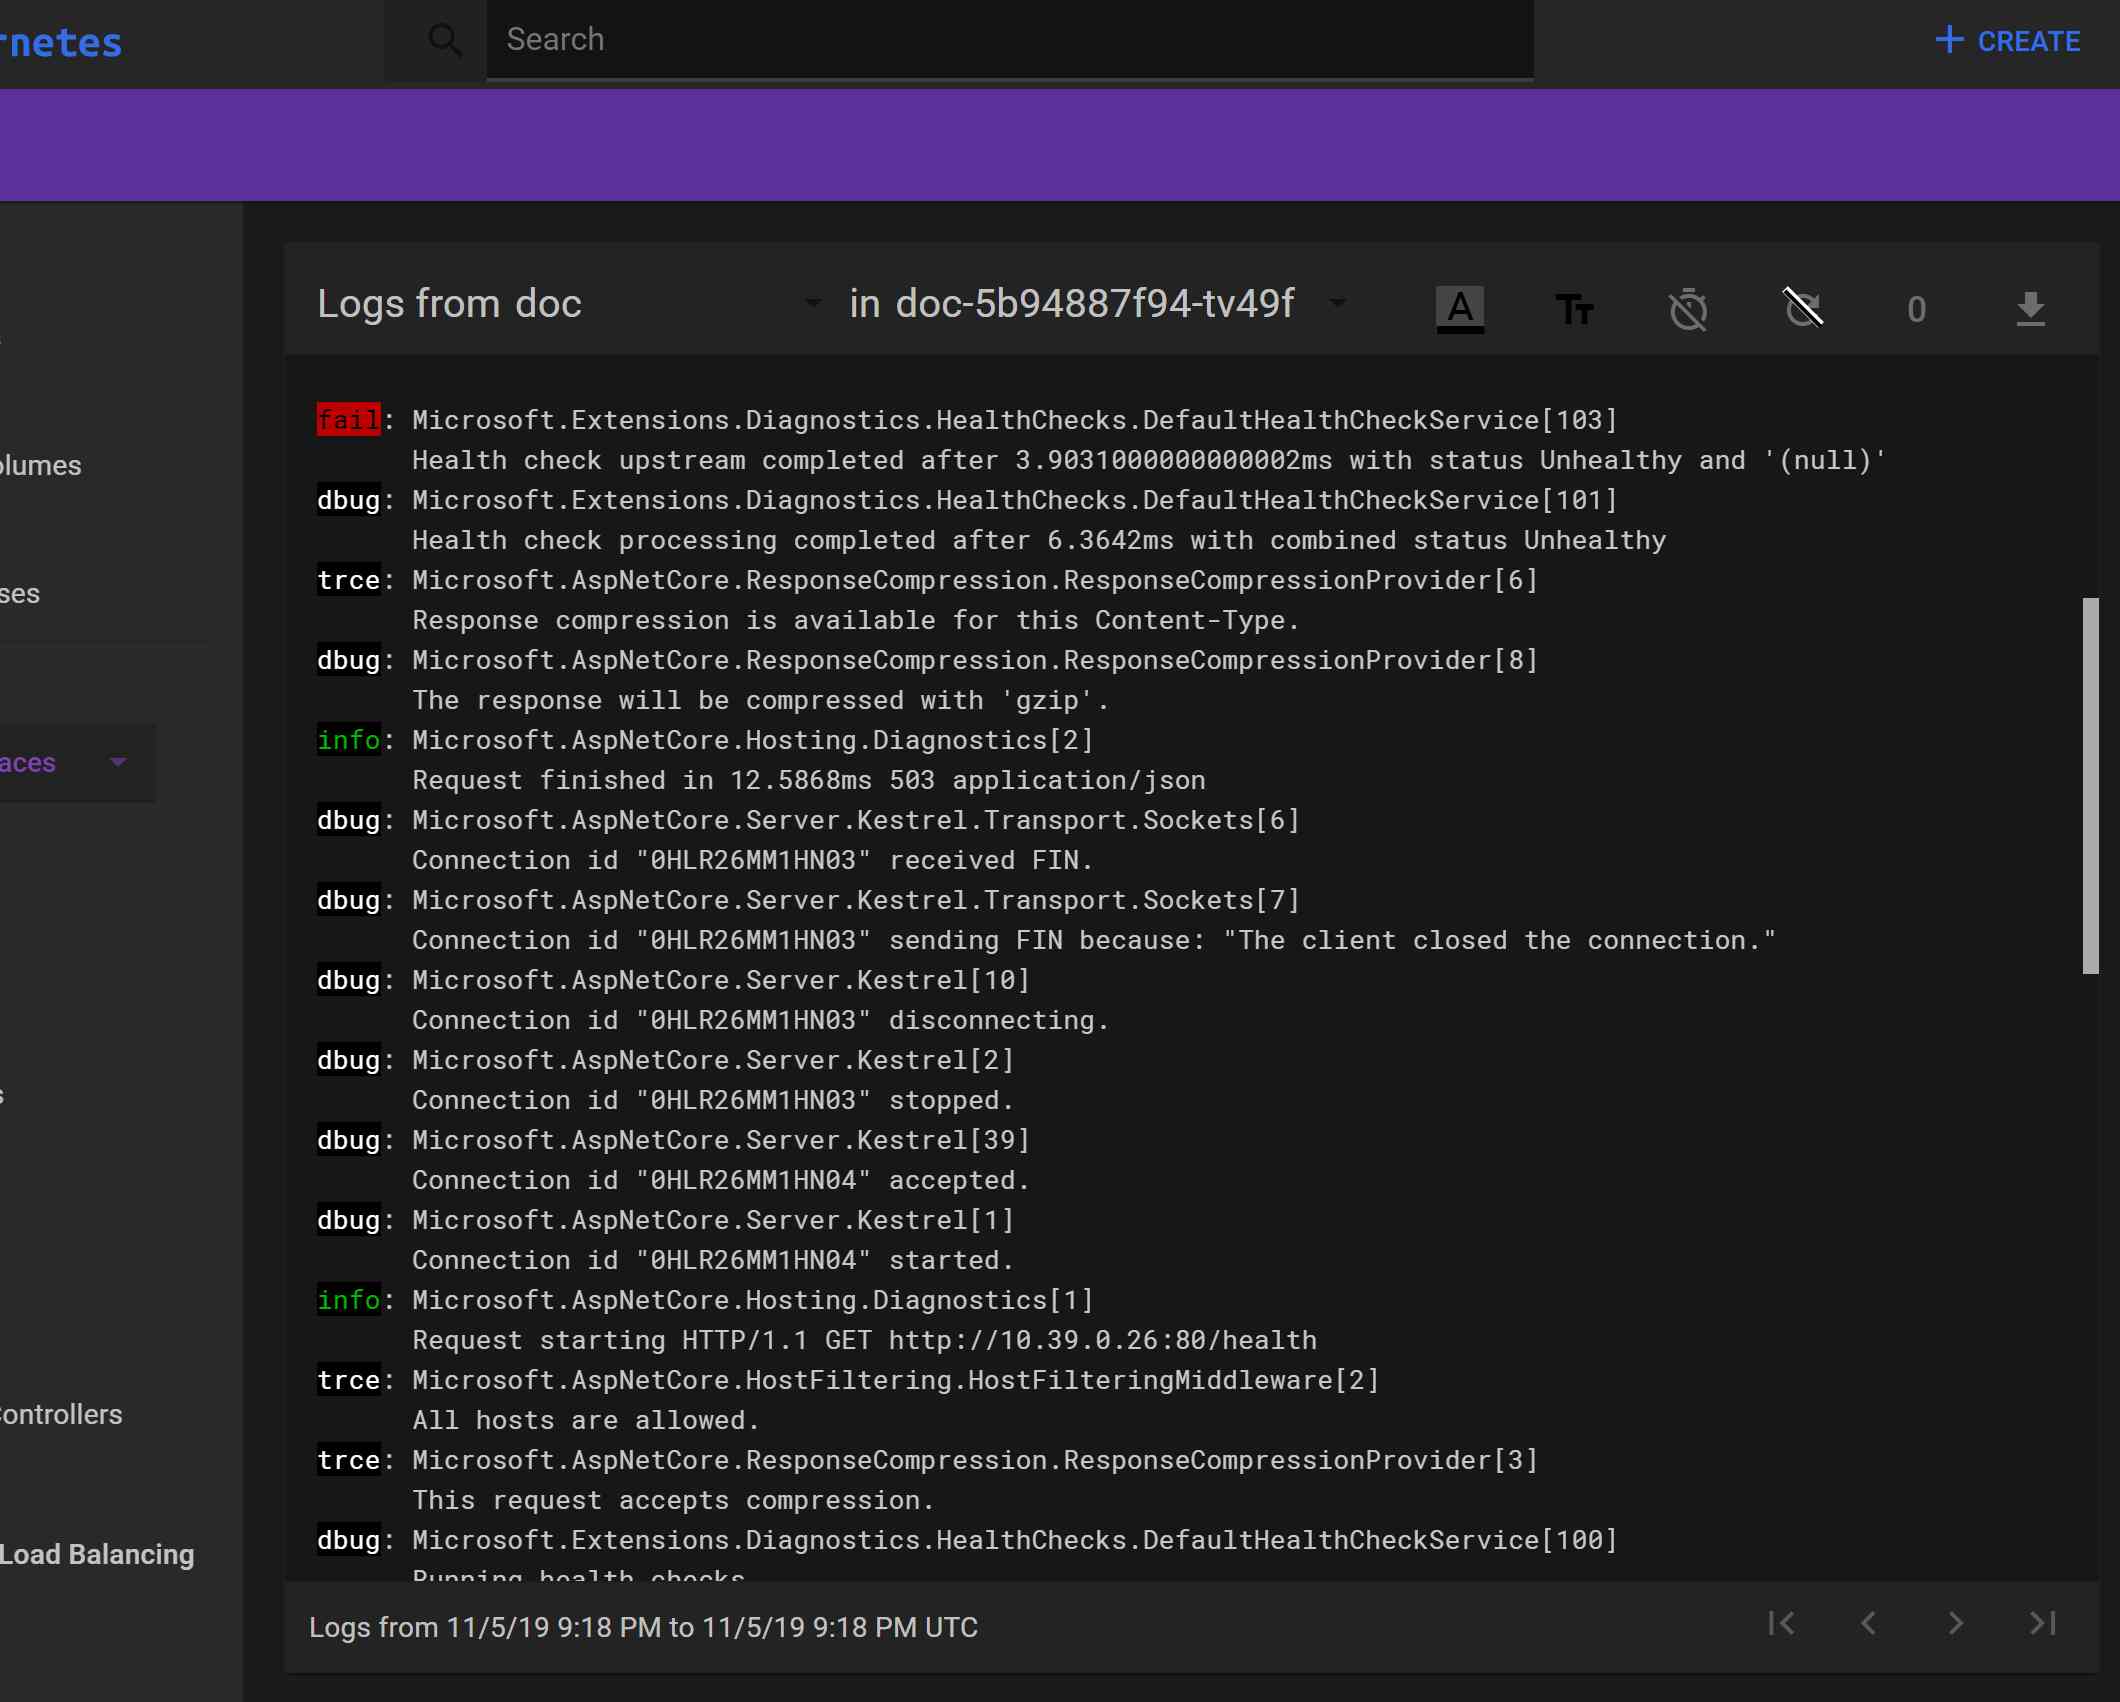 rnetes
Search
CREATE
Logs from doc in doc-5b94887f94-tv49f
A Tт 0
fail: Microsoft.Extensions.Diagnostics.HealthChecks.DefaultHealthCheckService[103]
Health check upstream completed after 3.9031000000000002ms with status Unhealthy and '(null)'
dbug: Microsoft.Extensions.Diagnostics.HealthChecks.DefaultHealthCheckService[101]
Health check processing completed after 6.3642ms with combined status Unhealthy
trce: Microsoft.AspNetCore.ResponseCompression.ResponseCompressionProvider[6]
Response compression is available for this Content-Type.
dbug: Microsoft.AspNetCore.ResponseCompression.ResponseCompressionProvider[8]
The response will be compressed with 'gzip'.
info: Microsoft.AspNetCore.Hosting.Diagnostics[2]
Request finished in 12.5868ms 503 application/json
dbug: Microsoft.AspNetCore.Server.Kestrel.Transport.Sockets[6]
Connection id "0HLR26MM1HN03" received FIN.
dbug: Microsoft.AspNetCore.Server.Kestrel.Transport.Sockets[7]
Connection id "0HLR26MM1HN03" sending FIN because: "The client closed the connection."
dbug: Microsoft.AspNetCore.Server.Kestrel[10]
Connection id "0HLR26MM1HN03" disconnecting.
dbug: Microsoft.AspNetCore.Server.Kestrel[2]
Connection id "0HLR26MM1HN03" stopped.
dbug: Microsoft.AspNetCore.Server.Kestrel[39]
Connection id "0HLR26MM1HN04" accepted.
dbug: Microsoft.AspNetCore.Server.Kestrel[1]
Connection id "0HLR26MM1HN04" started.
info: Microsoft.AspNetCore.Hosting.Diagnostics[1]
Request starting HTTP/1.1 GET http://10.39.0.26:80/health
trce: Microsoft.AspNetCore.HostFiltering.HostFilteringMiddleware[2]
All hosts are allowed.
trce: Microsoft.AspNetCore.ResponseCompression.ResponseCompressionProvider[3]
This request accepts compression.
dbug: Microsoft.Extensions.Diagnostics.HealthChecks.DefaultHealthCheckService[100]
Running health checks
Logs from 11/5/19 9:18 PM to 11/5/19 9:18 PM UTC
olumes
ses
aces
s
Controllers
Load Balancing